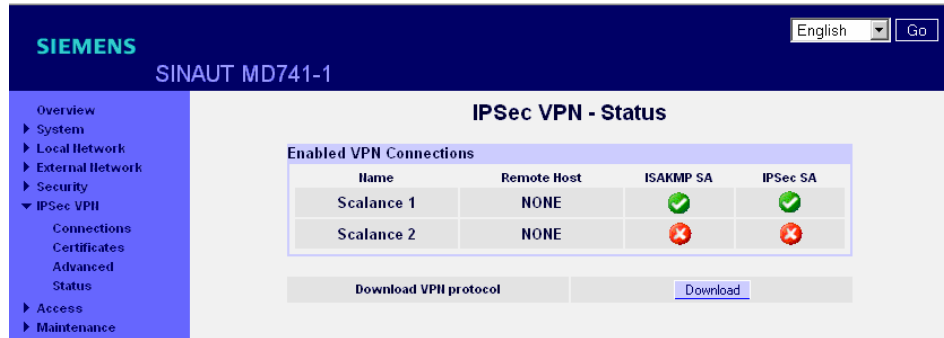 English Go
SIEMENS
SINAUT MD741-1
Overview
System
Local Network
External Network
Security
IPSec VPN
Connections
Certificates
Advanced
Status
Access
Maintenance
IPSec VPN - Status
Enabled VPN Connections
Name Remote Host ISAKMP SA IPSec SA
Scalance 1 NONE
Scalance 2 NONE
Download VPN protocol Download